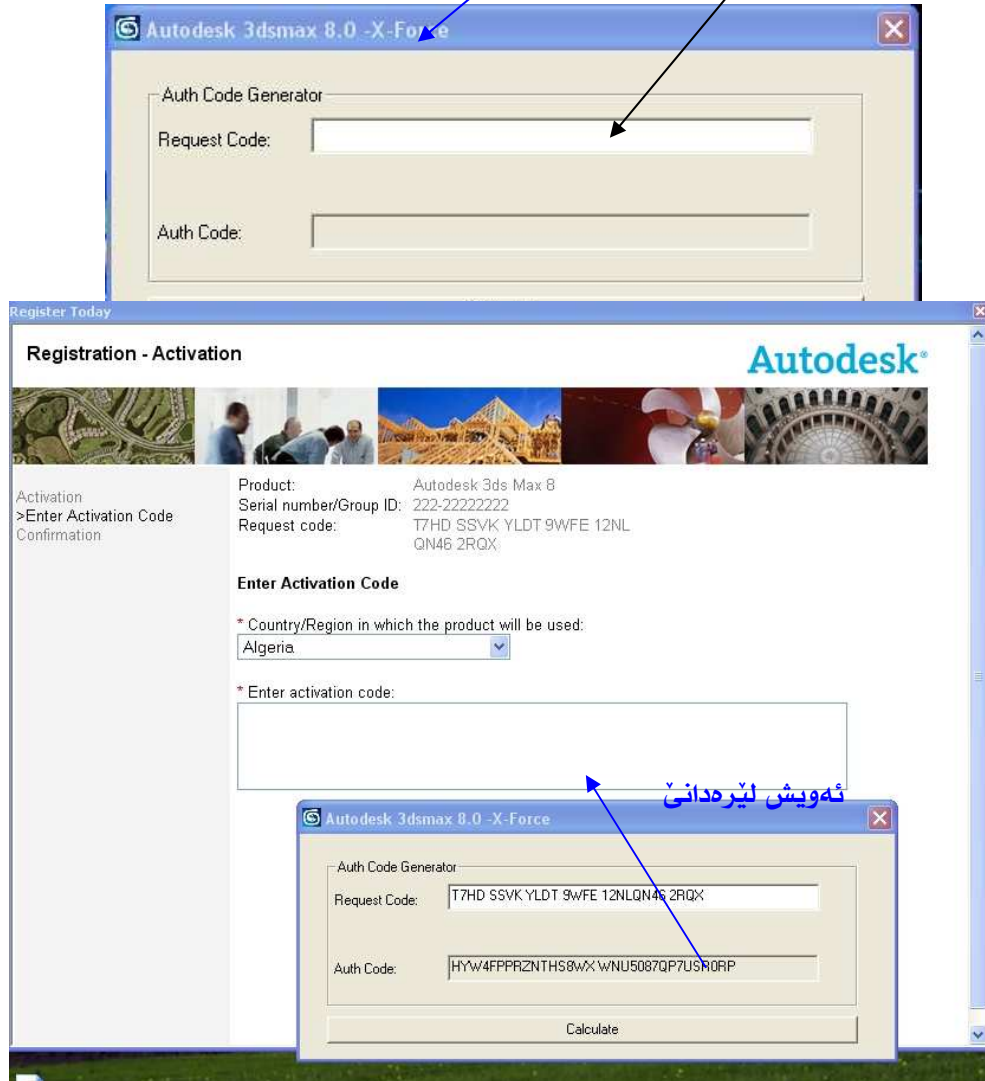 Autodesk 3dsmax 8.0 -X-Force
Auth Code Generator
Request Code:
Auth Code:
Register Today
Registration - Activation
Autodesk
Activation
>Enter Activation Code
Confirmation
Product: Autodesk 3ds Max 8
Serial number/Group ID: 222-22222222
Request code: T7HD SSVK YLDT 9WFE 12NL
QN46 2RQX
Enter Activation Code
* Country/Region in which the product will be used:
Algeria
* Enter activation code:
ئەویش لێرەدانێ
Autodesk 3dsmax 8.0 -X-Force
Auth Code Generator
Request Code: T7HD SSVK YLDT 9WFE 12NLQN46 2RQX
Auth Code: HYW4FPPRZNTHS8WX WNU5087QP7USR0RP
Calculate